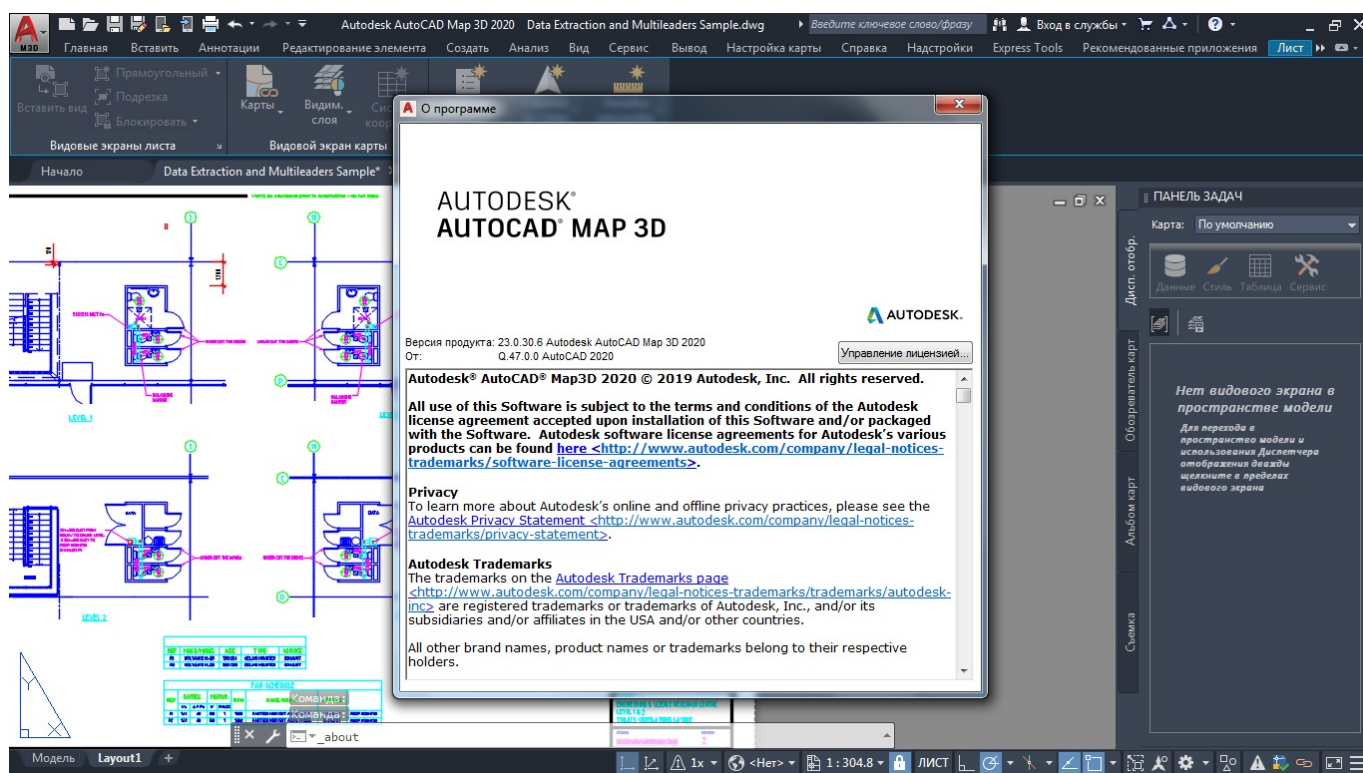 Autodesk AutoCAD Map 3D 2020 Data Extraction and Multileaders Sample.dwg
Введите ключевое слово/фразу
Вход в службы
M3D
Главная Вставить Аннотации Редактирование элемента Создать Анализ Вид Сервис Вывод Настройка карты Справка Надстройки Express Tools Рекомендованные приложения Лист
Вставить вид
Прямоугольный
Подрезка
Блокировать
Карты
Видим.
слоя
Видовые экраны листа
Видовой экран карты
Начало
Data Extraction and Multileaders Sample*
О программе
AUTODESK®
AUTOCAD® MAP 3D
AUTODESK.
Версия продукта: 23.0.30.6 Autodesk AutoCAD Map 3D 2020
От: Q.47.0.0 AutoCAD 2020
Управление лицензией...
Autodesk® AutoCAD® Map3D 2020 © 2019 Autodesk, Inc. All rights reserved.
All use of this Software is subject to the terms and conditions of the Autodesk
license agreement accepted upon installation of this Software and/or packaged
with the Software. Autodesk software license agreements for Autodesk's various
products can be found here <http://www.autodesk.com/company/legal-notices-
trademarks/software-license-agreements>.
Privacy
To learn more about Autodesk's online and offline privacy practices, please see the
Autodesk Privacy Statement <http://www.autodesk.com/company/legal-notices-
trademarks/privacy-statement>.
Autodesk Trademarks
The trademarks on the Autodesk Trademarks page
<http://www.autodesk.com/company/legal-notices-trademarks/trademarks/autodesk-
inc> are registered trademarks or trademarks of Autodesk, Inc., and/or its
subsidiaries and/or affiliates in the USA and/or other countries.
All other brand names, product names or trademarks belong to their respective
holders.
ПАНЕЛЬ ЗАДАЧ
Карта: По умолчанию
Данные Стиль Таблица Сервис
Дисп. отобр.
Обозреватель карт
Альбом карт
Съемка
Нет видового экрана в
пространстве модели
Для перехода в
пространство модели и
использования Диспетчера
отображения дважды
щелкните в пределах
видового экрана
LEVEL 1
LEVEL 2
DATA
DATA
FAN SCHEDULE
Y
X
Команда:
Команда:
_about
Модель Layout1 +
1x <Нет> 1:304.8 ЛИСТ